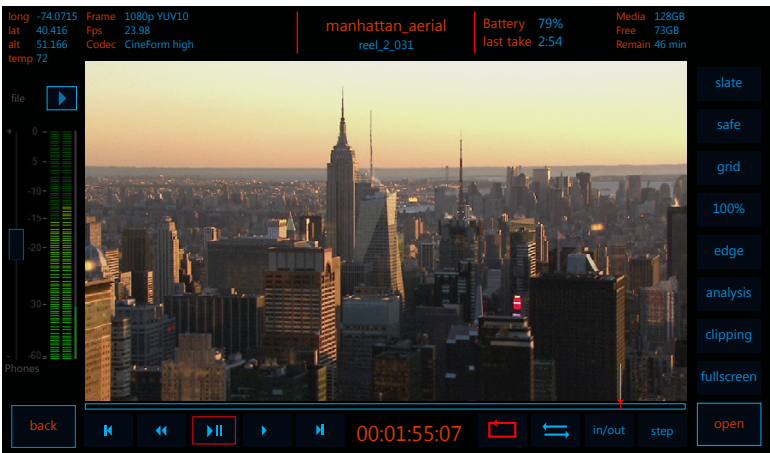 long -74.0715 Frame 1080p YUV10
lat 40.416 Fps 23.98
alt 51.166 Codec CineForm high
temp 72
manhattan_aerial
reel_2_031
Battery 79%
last take 2:54
Media 128GB
Free 73GB
Remain 46 min
file
+ 0
5
-10
-15
-20
30
- -60
Phones
slate
safe
grid
100%
edge
analysis
clipping
fullscreen
back
00:01:55:07
in/out
step
open